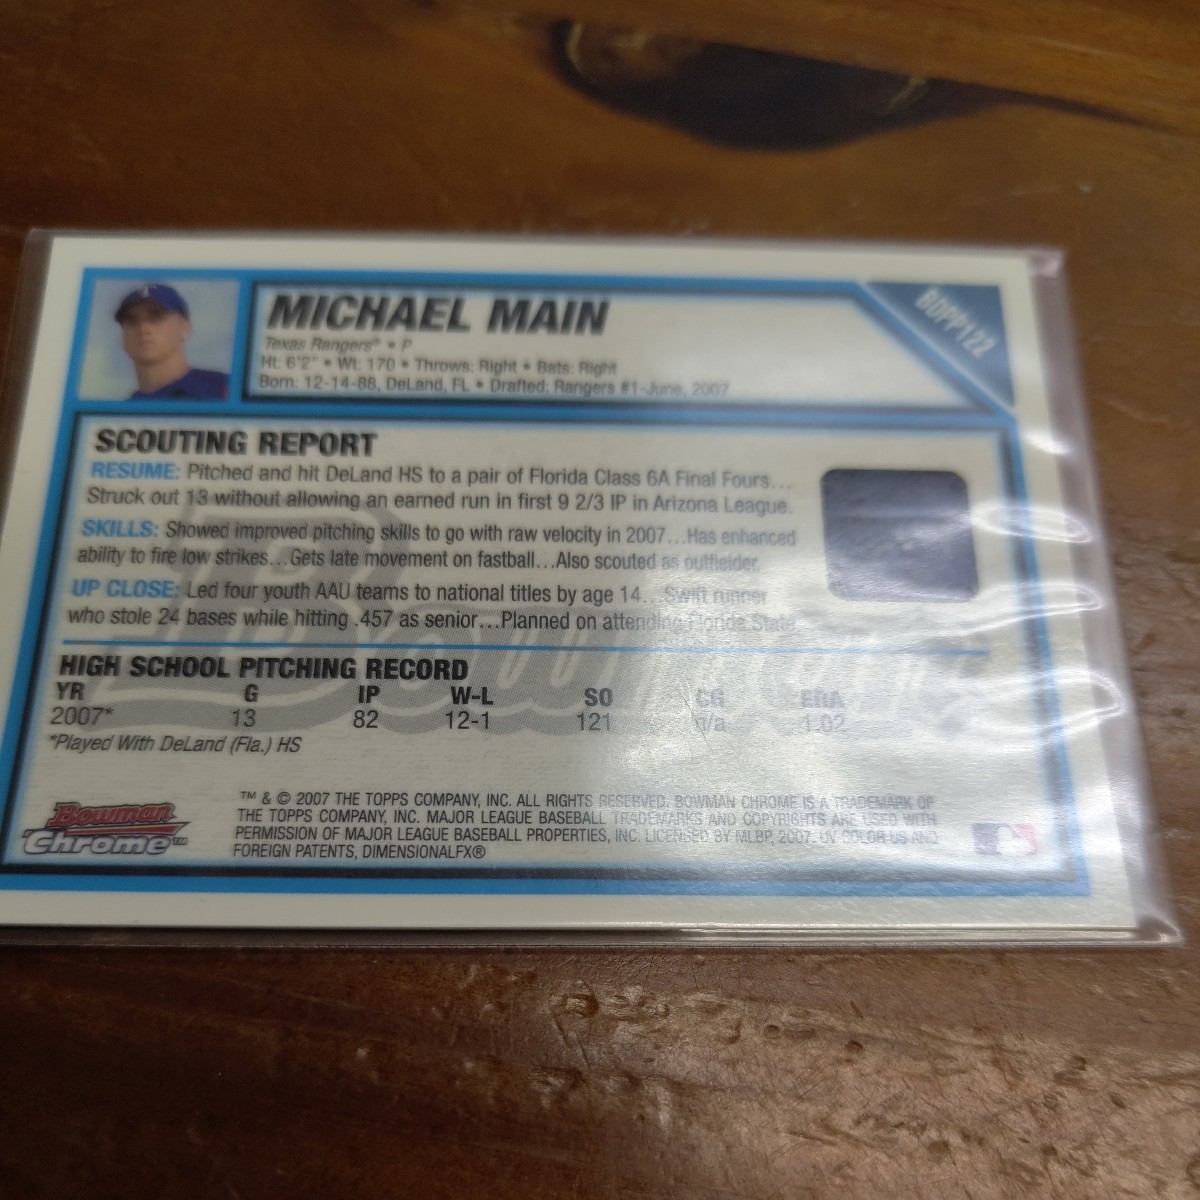 BDPP122
MICHAEL MAIN
Texas Rangers® • P
Ht: 6'2" • Wt: 170 • Throws: Right • Bats: Right
Born: 12-14-88, DeLand, FL • Drafted: Rangers #1-June, 2007
SCOUTING REPORT
RESUME: Pitched and hit DeLand HS to a pair of Florida Class 6A Final Fours...
Struck out 13 without allowing an earned run in first 9 2/3 IP in Arizona League.
SKILLS: Showed improved pitching skills to go with raw velocity in 2007...Has enhanced
ability to fire low strikes...Gets late movement on fastball...Also scouted as outfielder.
UP CLOSE: Led four youth AAU teams to national titles by age 14...Swift runner
who stole 24 bases while hitting .457 as senior...Planned on attending Florida State.
HIGH SCHOOL PITCHING RECORD
YR G IP W-L SO CG ERA
2007* 13 82 12-1 121 n/a 1.02
*Played With DeLand (Fla.) HS
Bowman
Bowman
Chrome™
™ & © 2007 THE TOPPS COMPANY, INC. ALL RIGHTS RESERVED. BOWMAN CHROME IS A TRADEMARK OF
THE TOPPS COMPANY, INC. MAJOR LEAGUE BASEBALL TRADEMARKS AND COPYRIGHTS ARE USED WITH
PERMISSION OF MAJOR LEAGUE BASEBALL PROPERTIES, INC. LICENSED BY MLBP, 2007. UV COLOR US AND
FOREIGN PATENTS, DIMENSIONALFX®